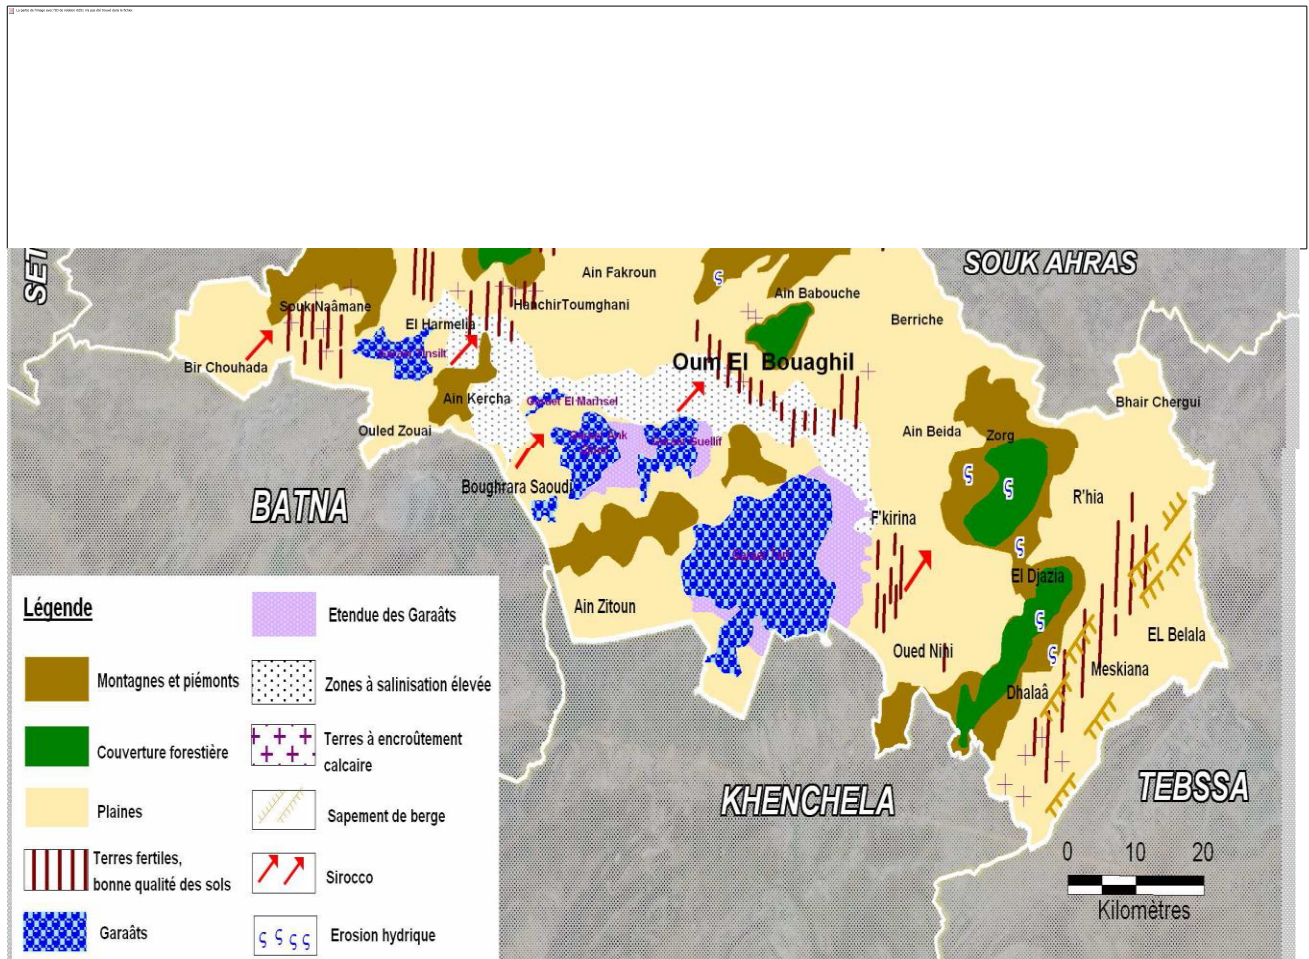 SET
SOUK AHRAS
Ain Fakroun
Ain Babouche
Souk Naâmane
HanchirToumghani
El Harmelia
Berriche
Bir Chouhada
Oum El Bouaghil
Ain Kercha
Garaet El Marhsel
Bhair Chergui
Ouled Zouai
Ain Beida
Zorg
Boughrara Saoudi
R'hia
BATNA
F'kirina
El Djazia
Ain Zitoun
EL Belala
Oued Nini
Meskiana
Dhalaâ
KHENCHELA
TEBSSA
Légende
Etendue des Garaâts
Montagnes et piémonts
Zones à salinisation élevée
Couverture forestière
Terres à encroûtement
calcaire
Plaines
Sapement de berge
Terres fertiles,
bonne qualité des sols
Sirocco
Garaâts
Erosion hydrique
0 10 20
Kilomètres